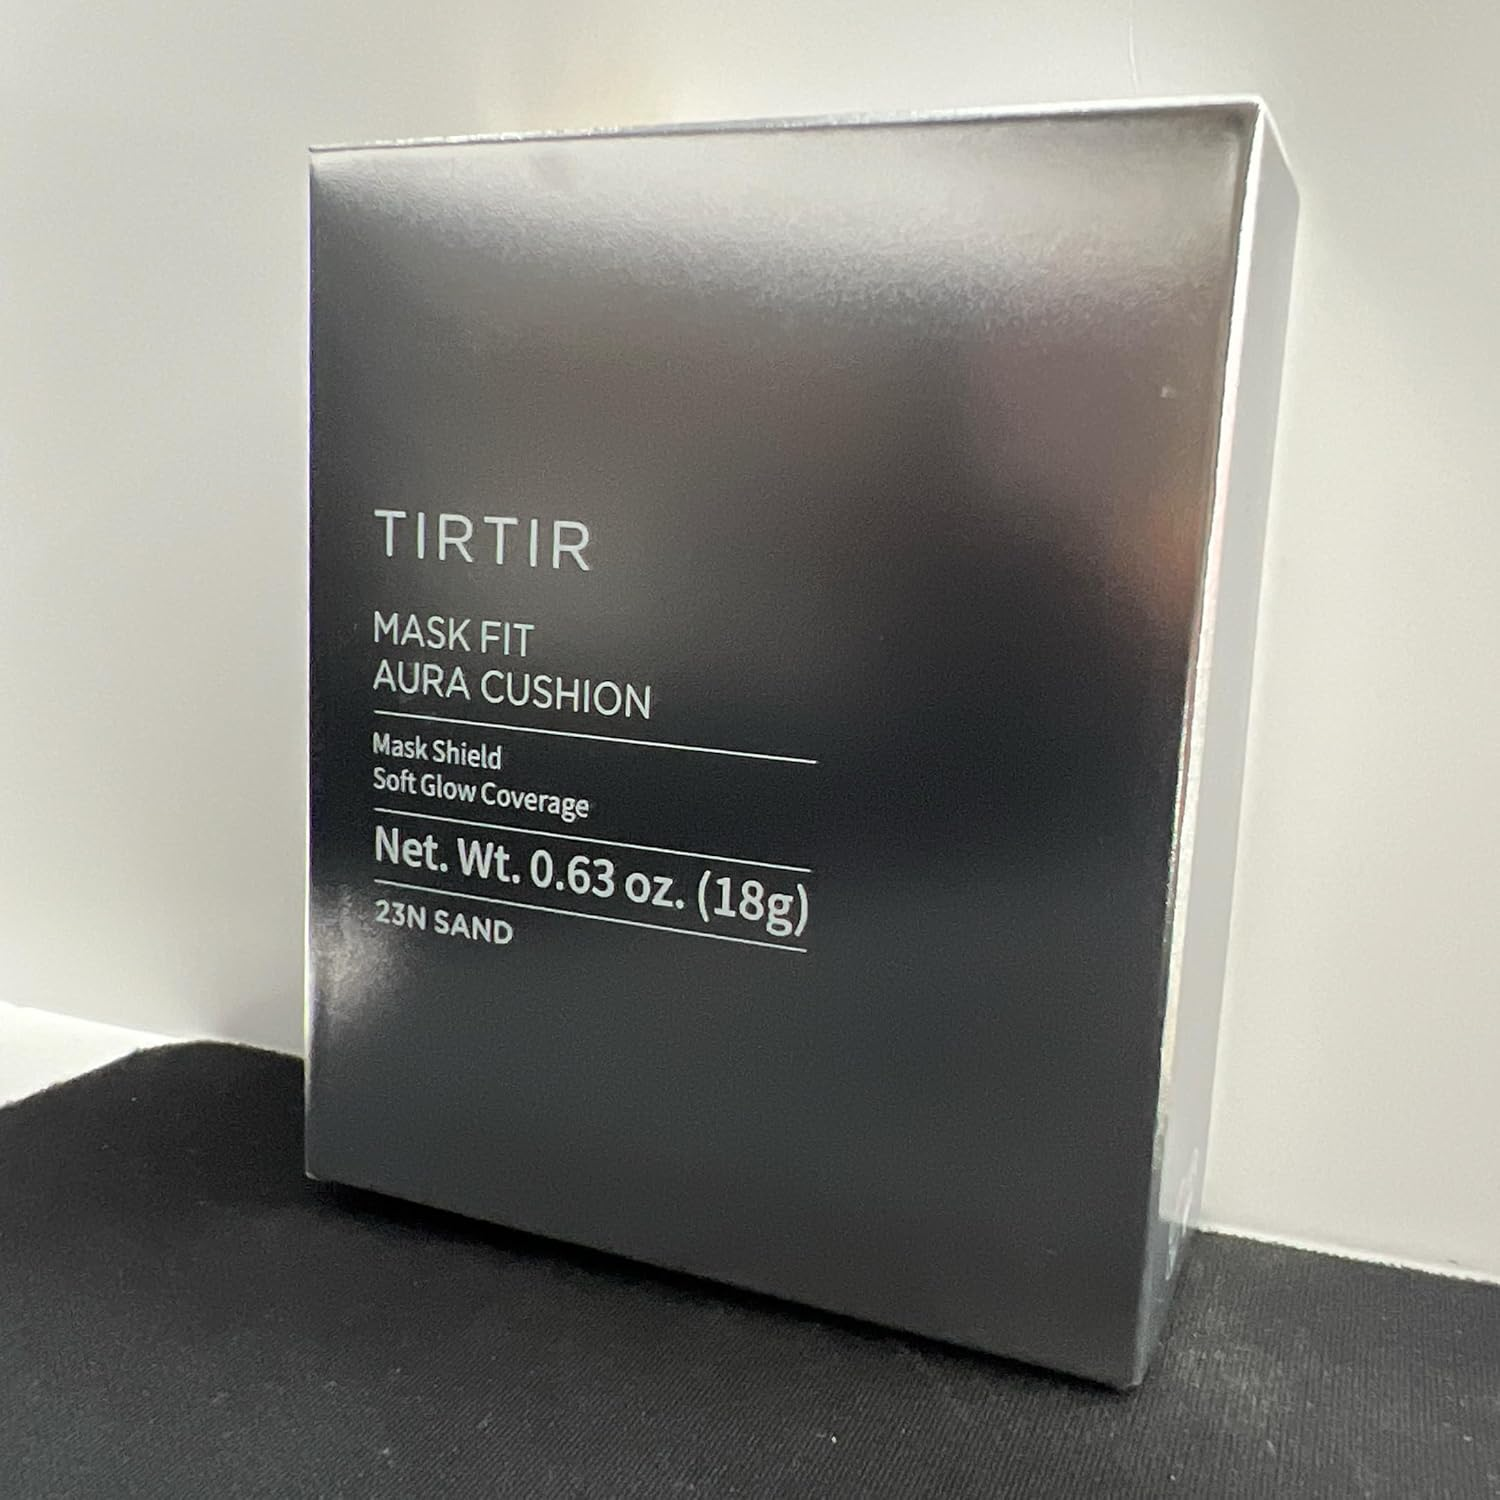 TIRTIR
MASK FIT
AURA CUSHION
Mask Shield
Soft Glow Coverage
Net. Wt. 0.63 oz. (18g)
23N SAND